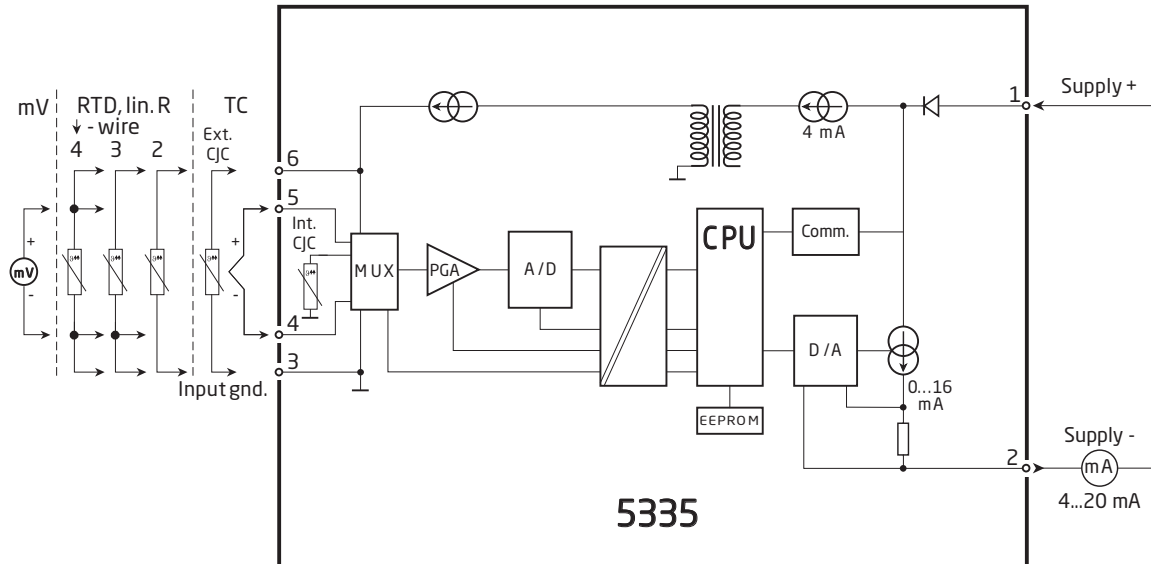 mV
RTD, lin. R
↓ - wire
4 3 2
TC
Ext.
CJC
+
-
mV
+
-
Input gnd.
6
5
4
3
Int.
CJC
MUX
PGA
A/D
CPU
EEPROM
Comm.
D/A
4 mA
0...16
mA
1
2
Supply +
Supply -
mA
4...20 mA
5335